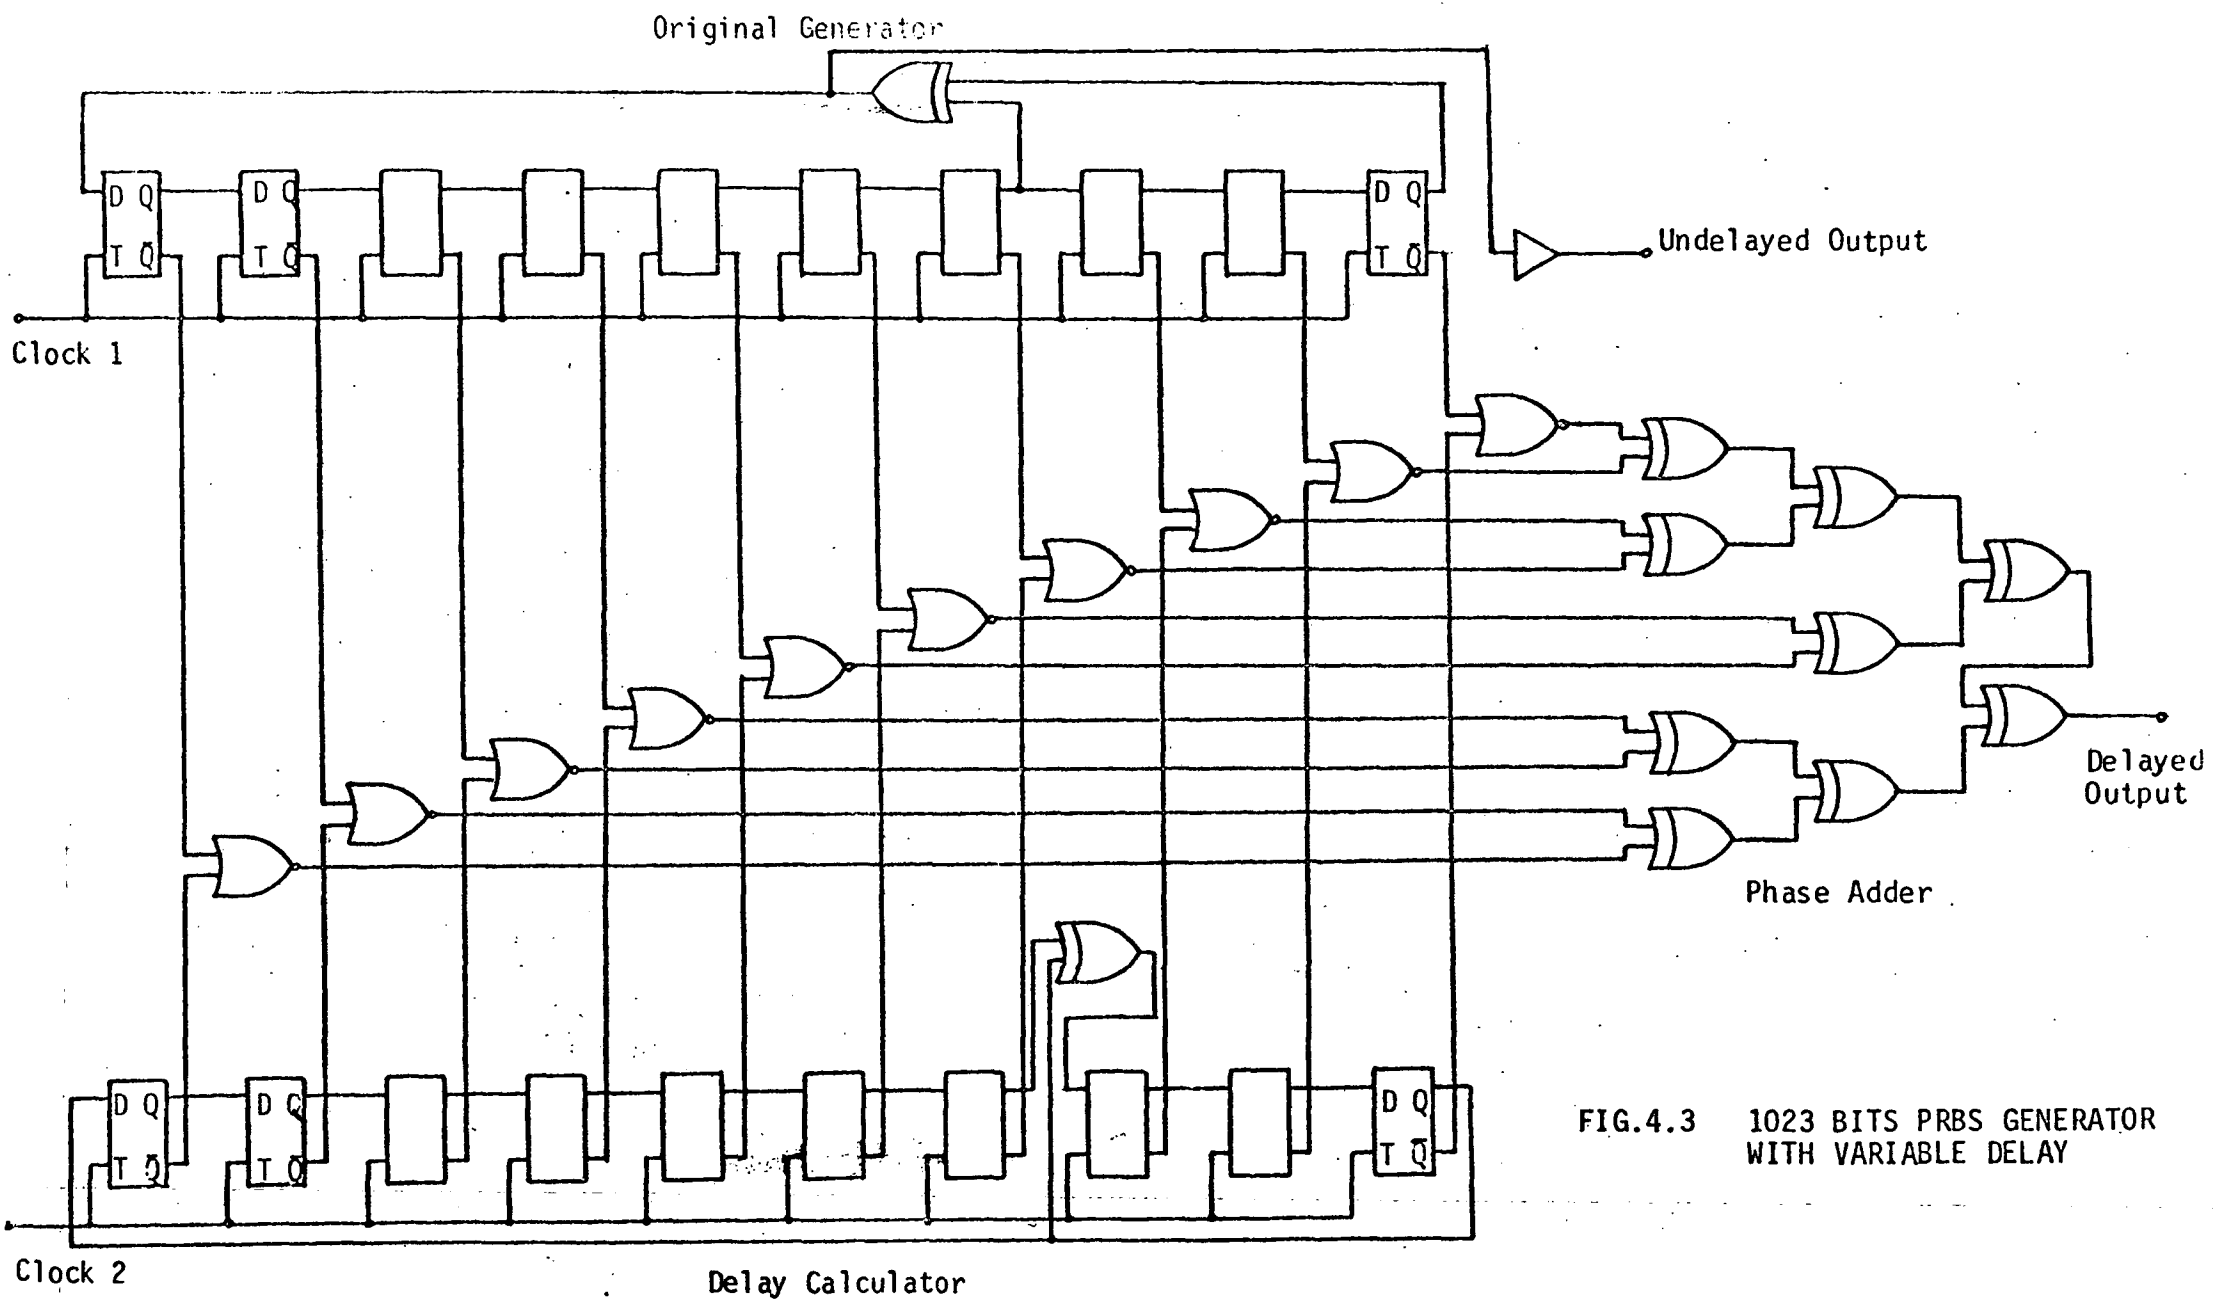 Original Generator
D Q
T Q̄
D Q
T Q̄
D Q
T Q̄
Undelayed Output
Clock 1
Delayed
Output
Phase Adder
D Q
T Q̄
D Q
T Q̄
D Q
T Q̄
FIG.4.3 1023 BITS PRBS GENERATOR
WITH VARIABLE DELAY
Clock 2
Delay Calculator